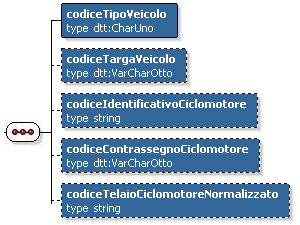 codiceTipoVeicolo
type dtt:CharUno
codiceTargaVeicolo
type dtt:VarCharOtto
codiceIdentificativoCiclomotore
type string
codiceContrassegnoCiclomotore
type dtt:VarCharOtto
codiceTelaioCiclomotoreNormalizzato
type string